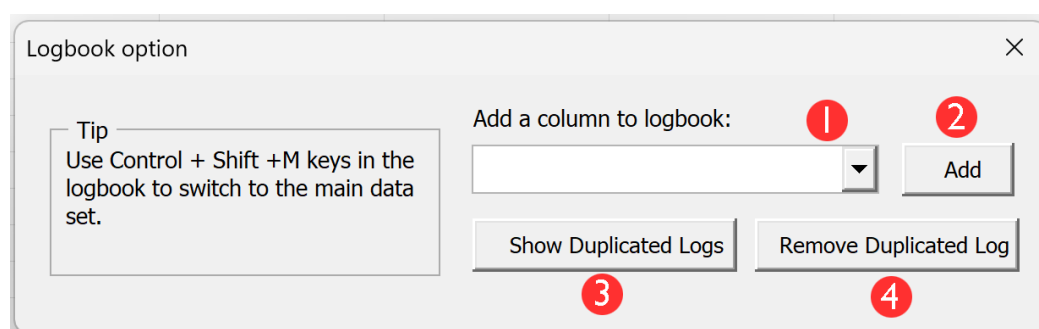 Logbook option
Tip
Use Control + Shift +M keys in the
logbook to switch to the main data
set.
Add a column to logbook:
1
2
Add
Show Duplicated Logs
Remove Duplicated Log
3
4